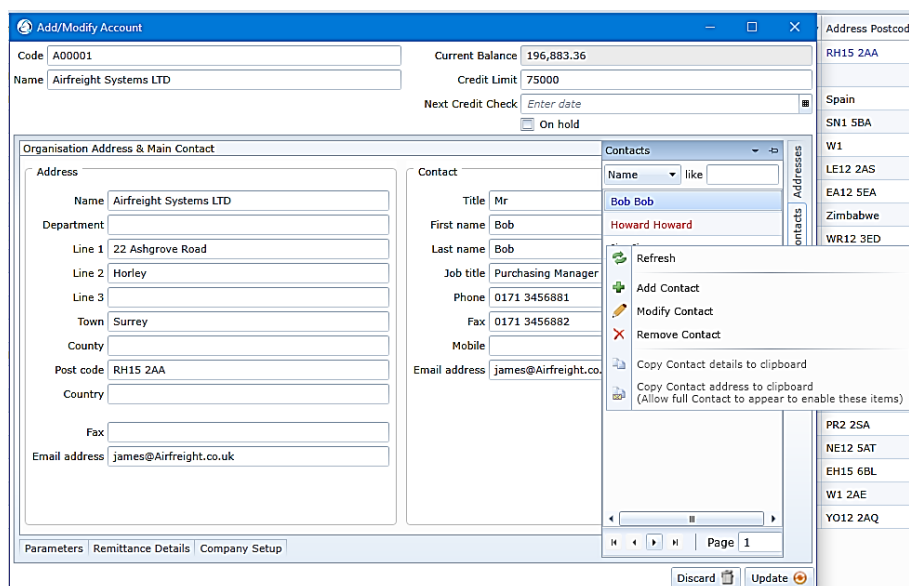 Add/Modify Account
Code A00001
Name Airfreight Systems LTD
Current Balance 196,883.36
Credit Limit 75000
Next Credit Check Enter date
On hold
Organisation Address & Main Contact
Address
Name Airfreight Systems LTD
Department
Line 1 22 Ashgrove Road
Line 2 Horley
Line 3
Town Surrey
County
Post code RH15 2AA
Country
Fax
Email address james@Airfreight.co.uk
Contact
Title Mr
First name Bob
Last name Bob
Job title Purchasing Manager
Phone 0171 3456881
Fax 0171 3456882
Mobile
Email address james@Airfreight.co.
Contacts
Name like
Bob Bob
Howard Howard
Refresh
Add Contact
Modify Contact
Remove Contact
Copy Contact details to clipboard
Copy Contact address to clipboard
(Allow full Contact to appear to enable these items)
Page 1
Addresses
ontacts
Parameters Remittance Details Company Setup
Discard Update
Address Postcod
RH15 2AA
Spain
SN1 5BA
W1
LE12 2AS
EA12 5EA
Zimbabwe
WR12 3ED
PR2 2SA
NE12 5AT
EH15 6BL
W1 2AE
YO12 2AQ